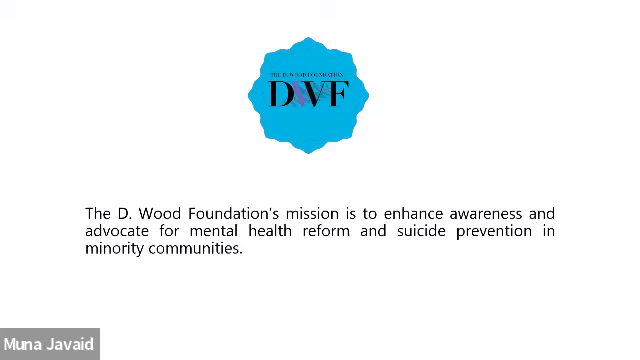 THE D. WOOD FOUNDATION
DWF
The D. Wood Foundation's mission is to enhance awareness and
advocate for mental health reform and suicide prevention in
minority communities.
Muna Javaid